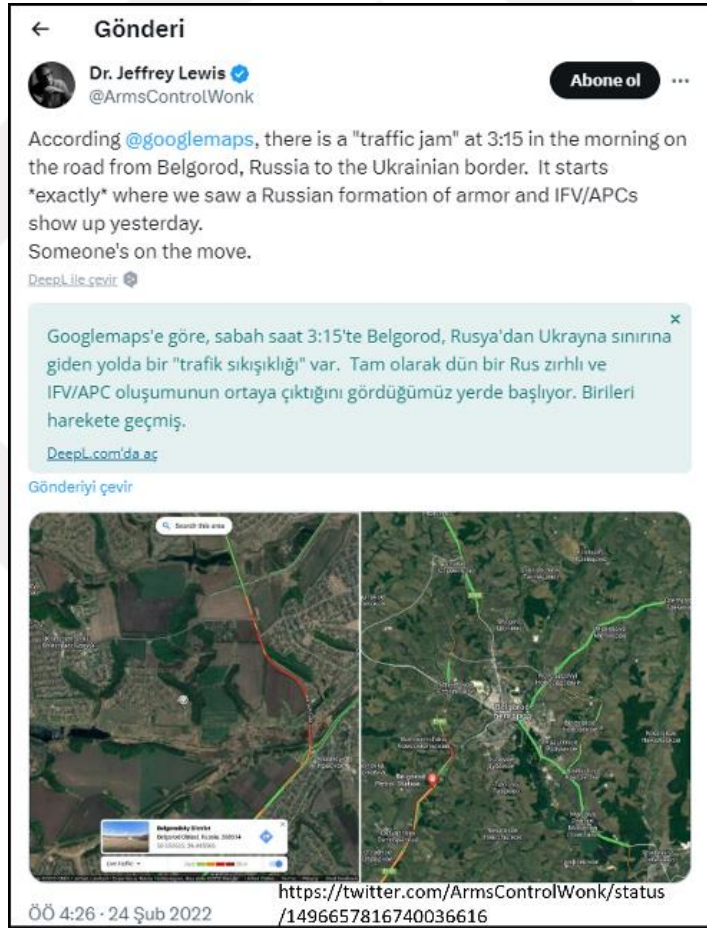 Gönderi
Dr. Jeffrey Lewis
@ArmsControlWonk
Abone ol
According @googlemaps, there is a "traffic jam" at 3:15 in the morning on
the road from Belgorod, Russia to the Ukrainian border. It starts
*exactly* where we saw a Russian formation of armor and IFV/APCs
show up yesterday.
Someone's on the move.
DeepL ile çevir
Googlemaps'e göre, sabah saat 3:15'te Belgorod, Rusya'dan Ukrayna sınırına
giden yolda bir "trafik sıkışıklığı" var. Tam olarak dün bir Rus zırhlı ve
IFV/APC oluşumunun ortaya çıktığını gördüğümüz yerde başlıyor. Birileri
harekete geçmiş.
DeepL.com'da aç
Gönderiyi çevir
Search this area
Belgorod
Belgorodsky District
Live traffic
https://twitter.com/ArmsControlWonk/status
/1496657816740036616
ÖÖ 4:26 · 24 Şub 2022